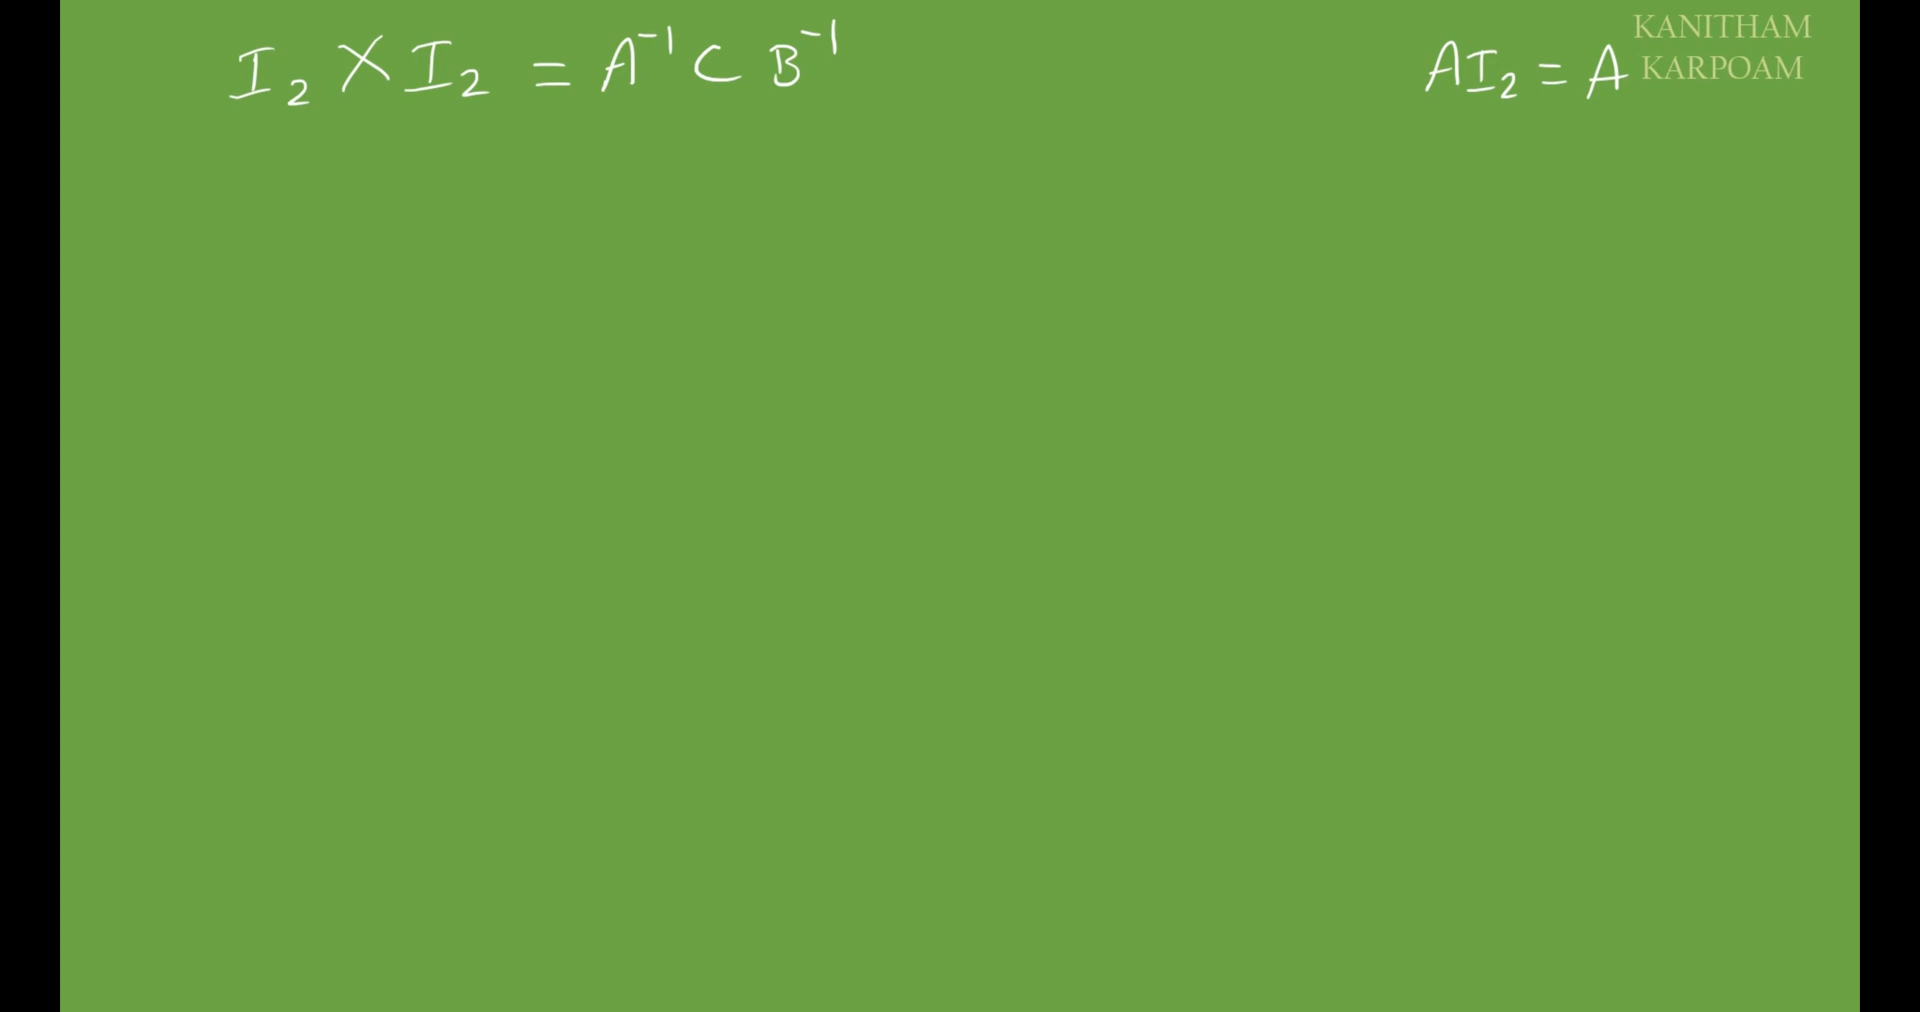 I₂ X I₂ = A⁻¹ C B⁻¹
AI₂ = A
KANITHAM
KARPOAM